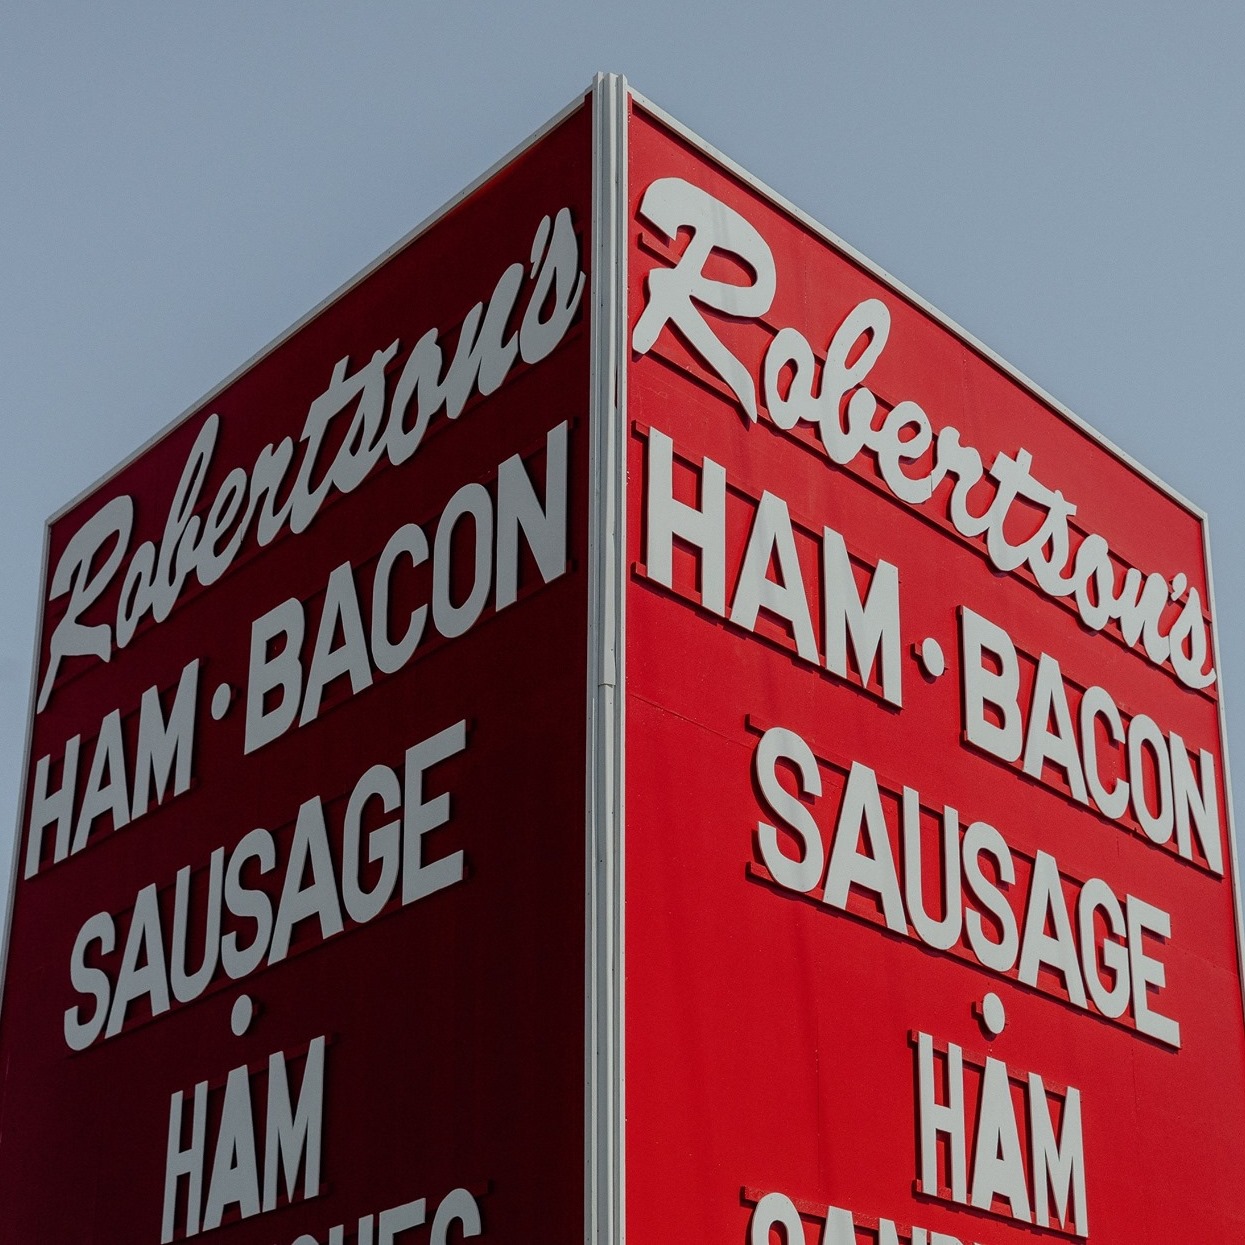 Robertson's
HAM · BACON
SAUSAGE
·
HAM
Robertson's
HAM · BACON
SAUSAGE
·
HAM